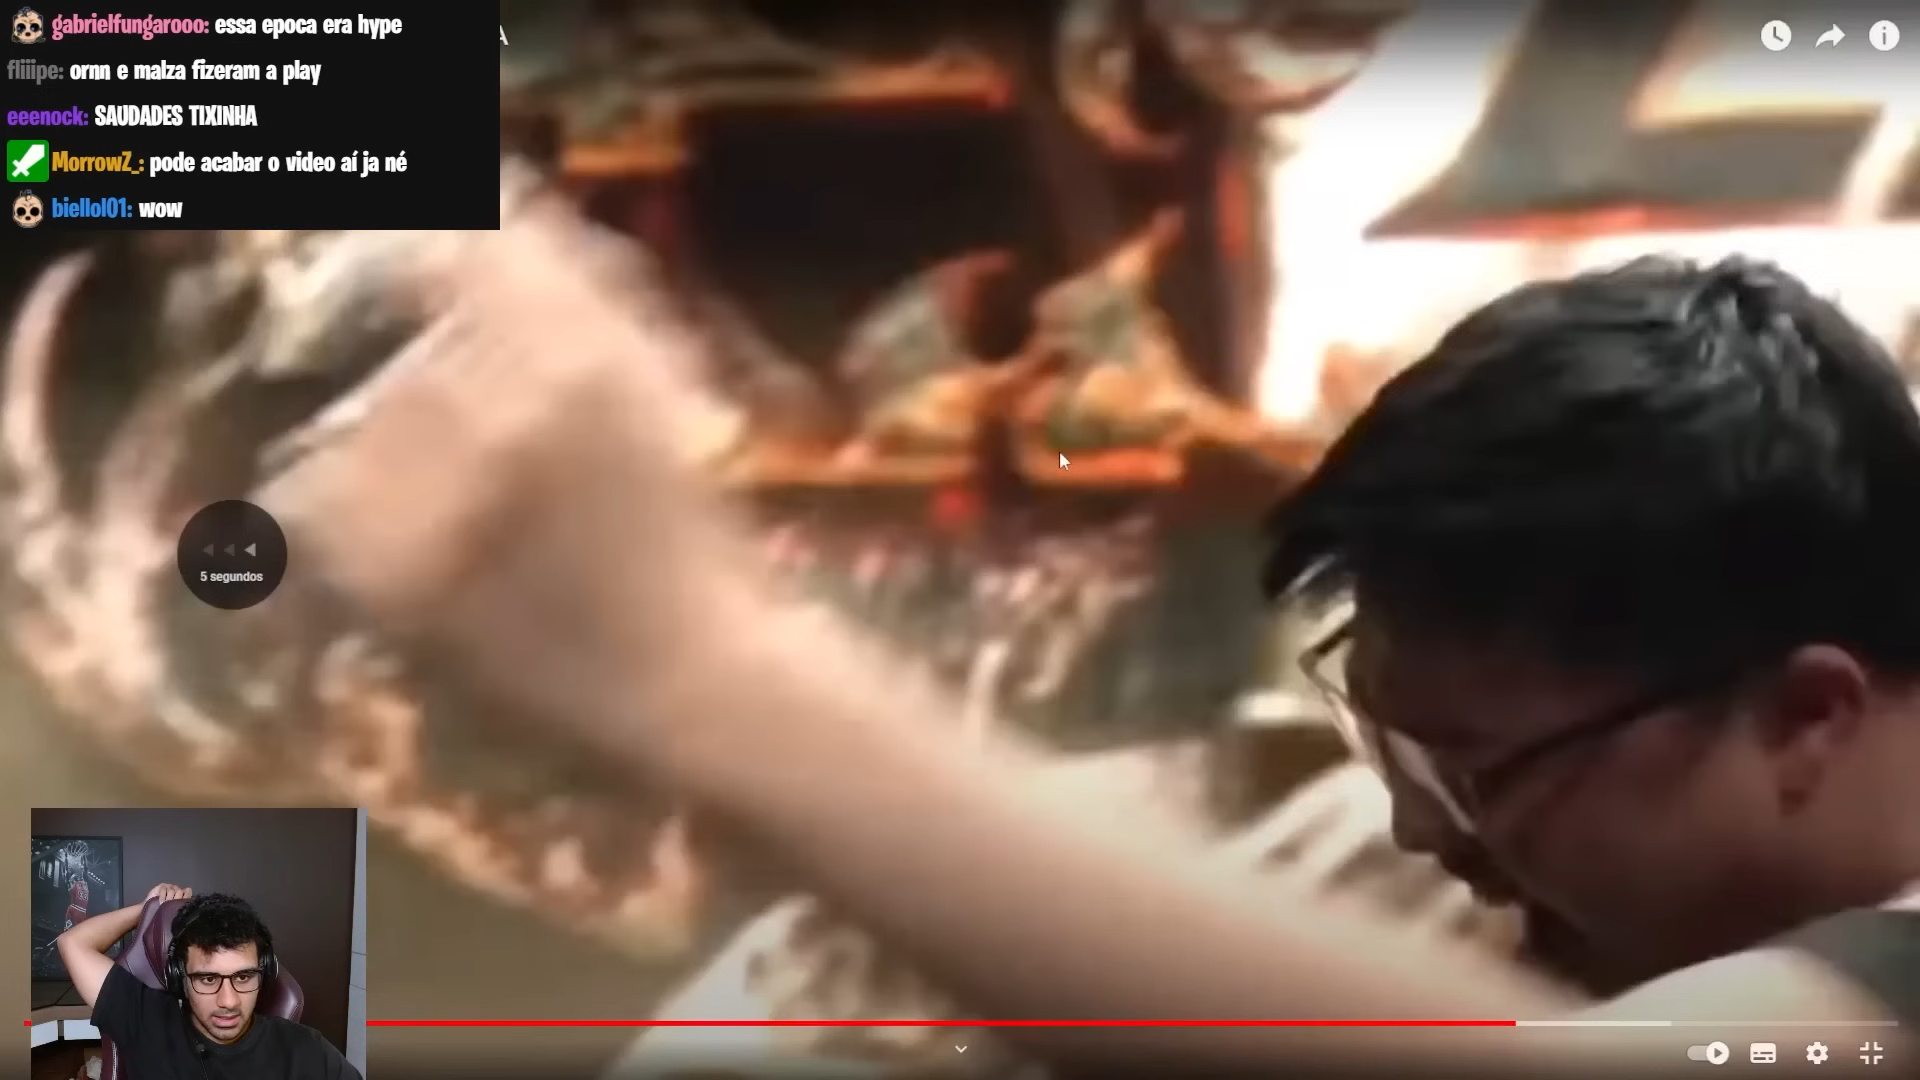 gabrielfungarooo: essa epoca era hype
A
fliiipe: ornn e malza fizeram a play
eeenock: SAUDADES TIXINHA
MorrowZ_: pode acabar o video aí ja né
biellol01: wow
5 segundos